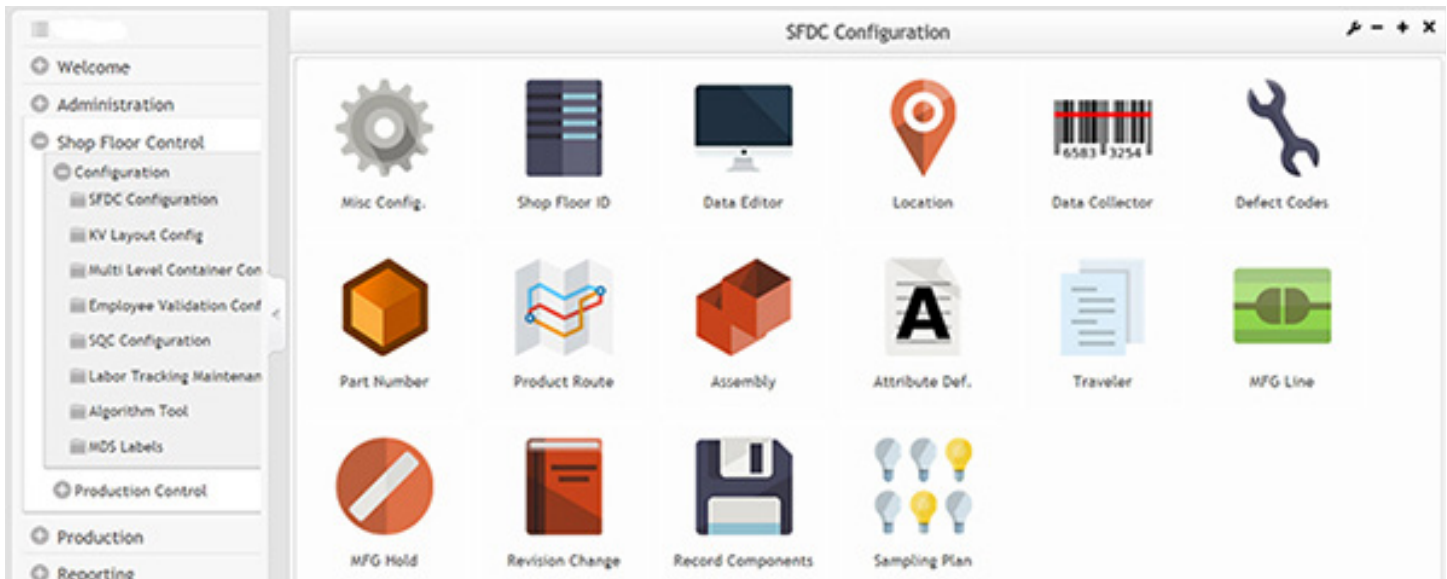 SFDC Configuration
Welcome
Administration
Shop Floor Control
Configuration
SFDC Configuration
KV Layout Config
Multi Level Container Con
Employee Validation Conf
SQC Configuration
Labor Tracking Maintenan
Algorithm Tool
MDS Labels
Production Control
Production
Reporting
6583 3254
Misc Config. Shop Floor ID Data Editor Location Data Collector Defect Codes
A
Part Number Product Route Assembly Attribute Def. Traveler MFG Line
MFG Hold Revision Change Record Components Sampling Plan